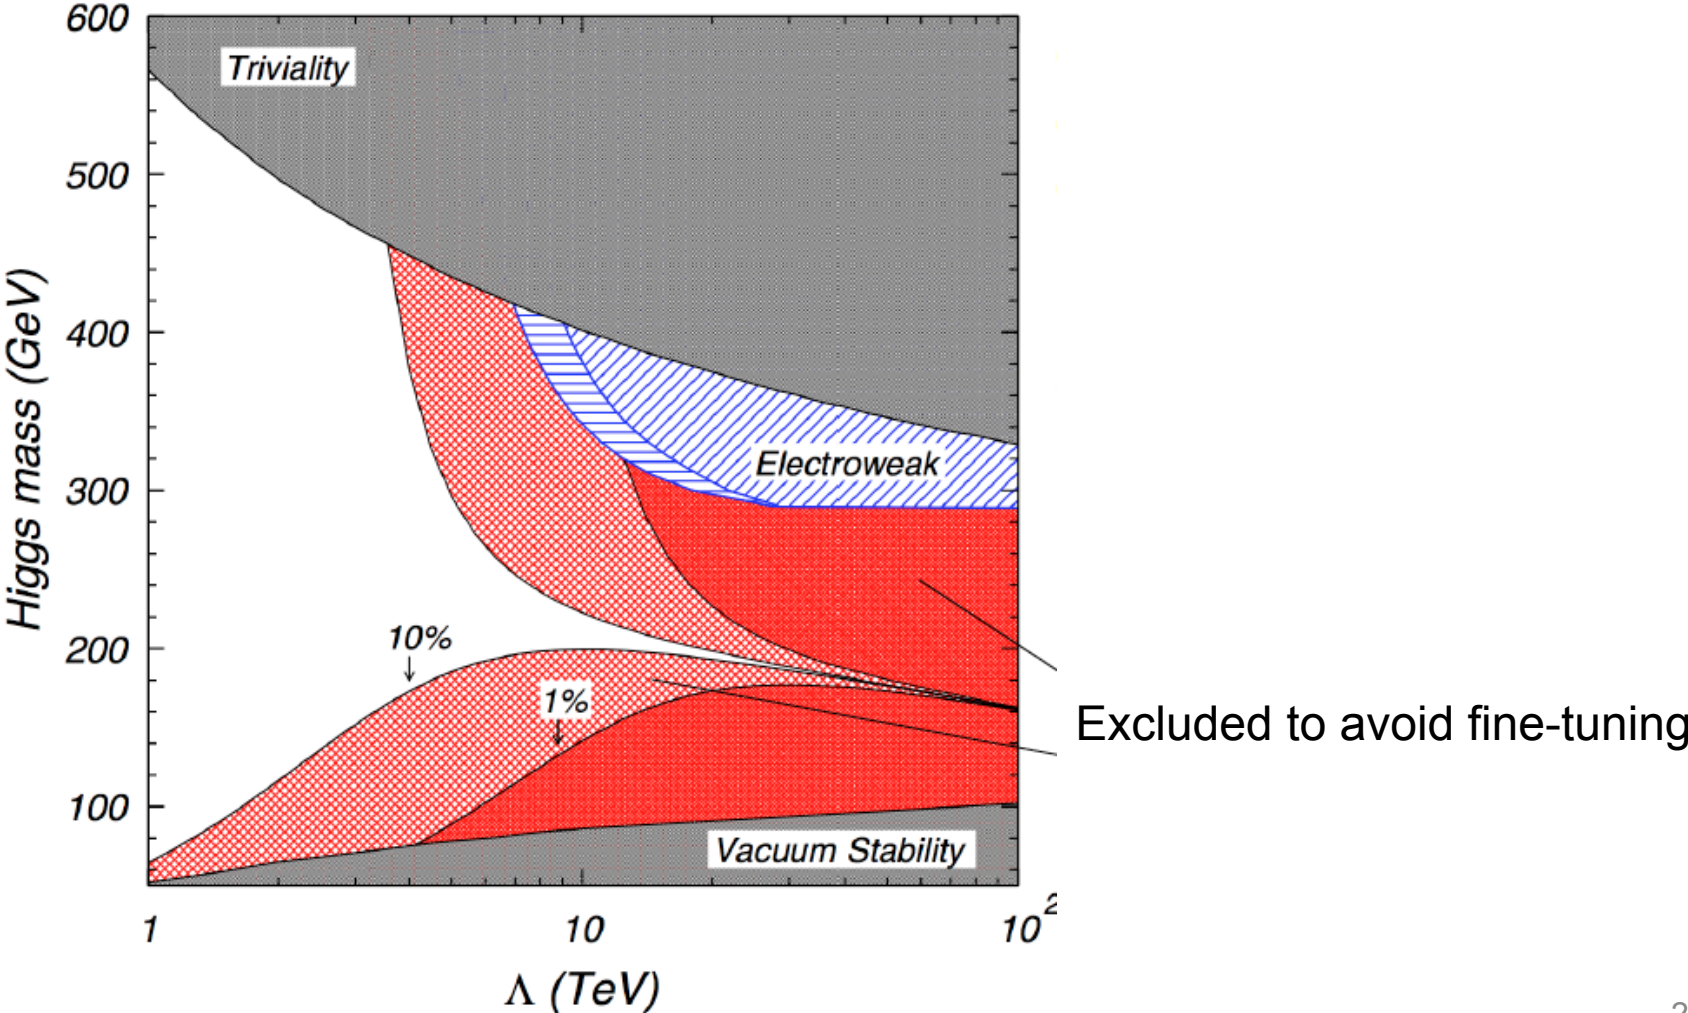 600
Triviality
500
400
Higgs mass (GeV)
Electroweak
300
10%
200
1%
Excluded to avoid fine-tuning
100
Vacuum Stability
1
10
10²
Λ (TeV)